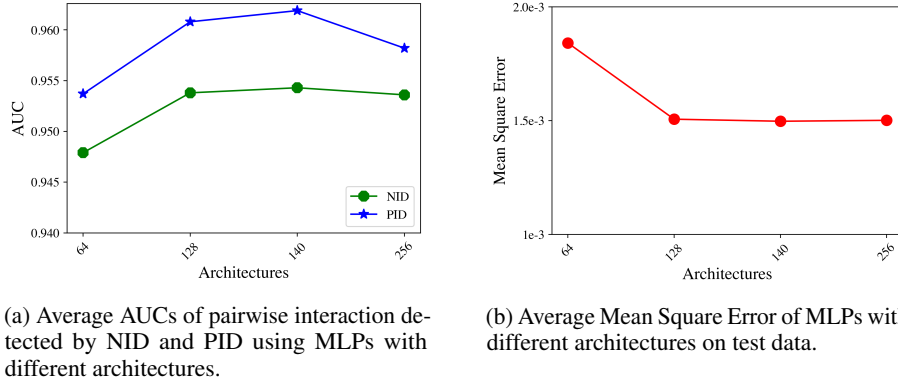 0.960
0.955
0.950
0.945
0.940
AUC
64
128
140
256
Architectures
NID
PID
2.0e-3
1.5e-3
1e-3
Mean Square Error
64
128
140
256
Architectures
(a) Average AUCs of pairwise interaction de-
tected by NID and PID using MLPs with
different architectures.
(b) Average Mean Square Error of MLPs with
different architectures on test data.